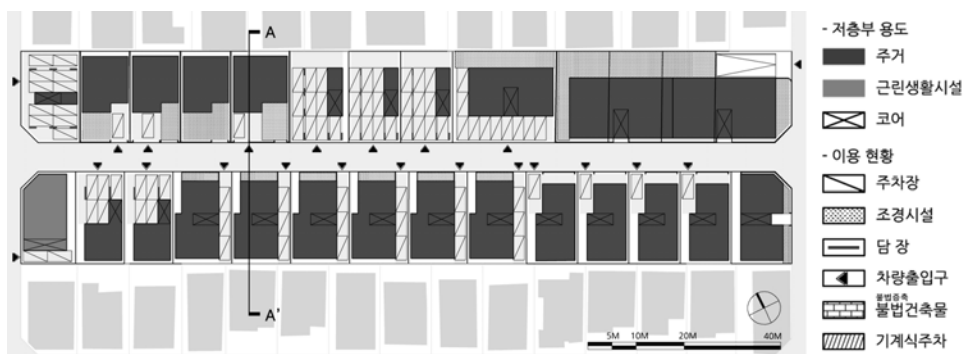 A
A'
5M 10M 20M 40M
- 저층부 용도
주거
근린생활시설
코어
- 이용 현황
주차장
조경시설
담 장
차량출입구
불법증축
불법건축물
기계식주차